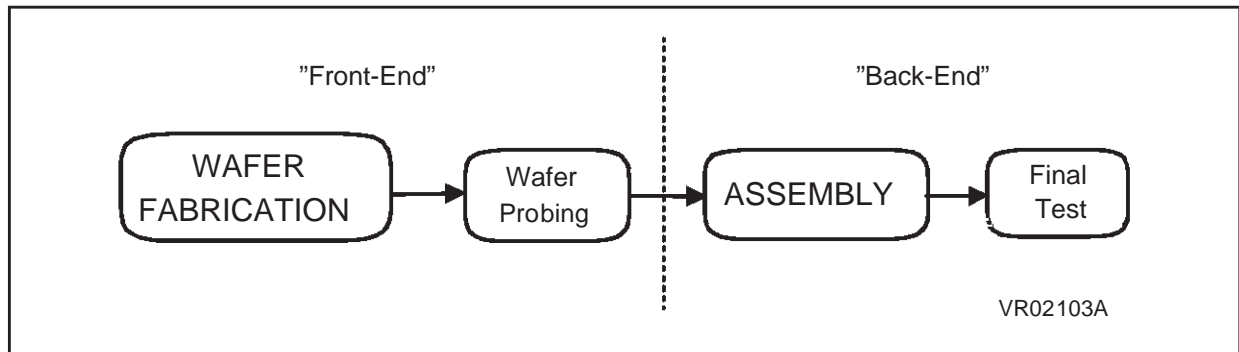 ”Front-End”
”Back-End”
WAFER
FABRICATION
Wafer
Probing
ASSEMBLY
Final
Test
VR02103A